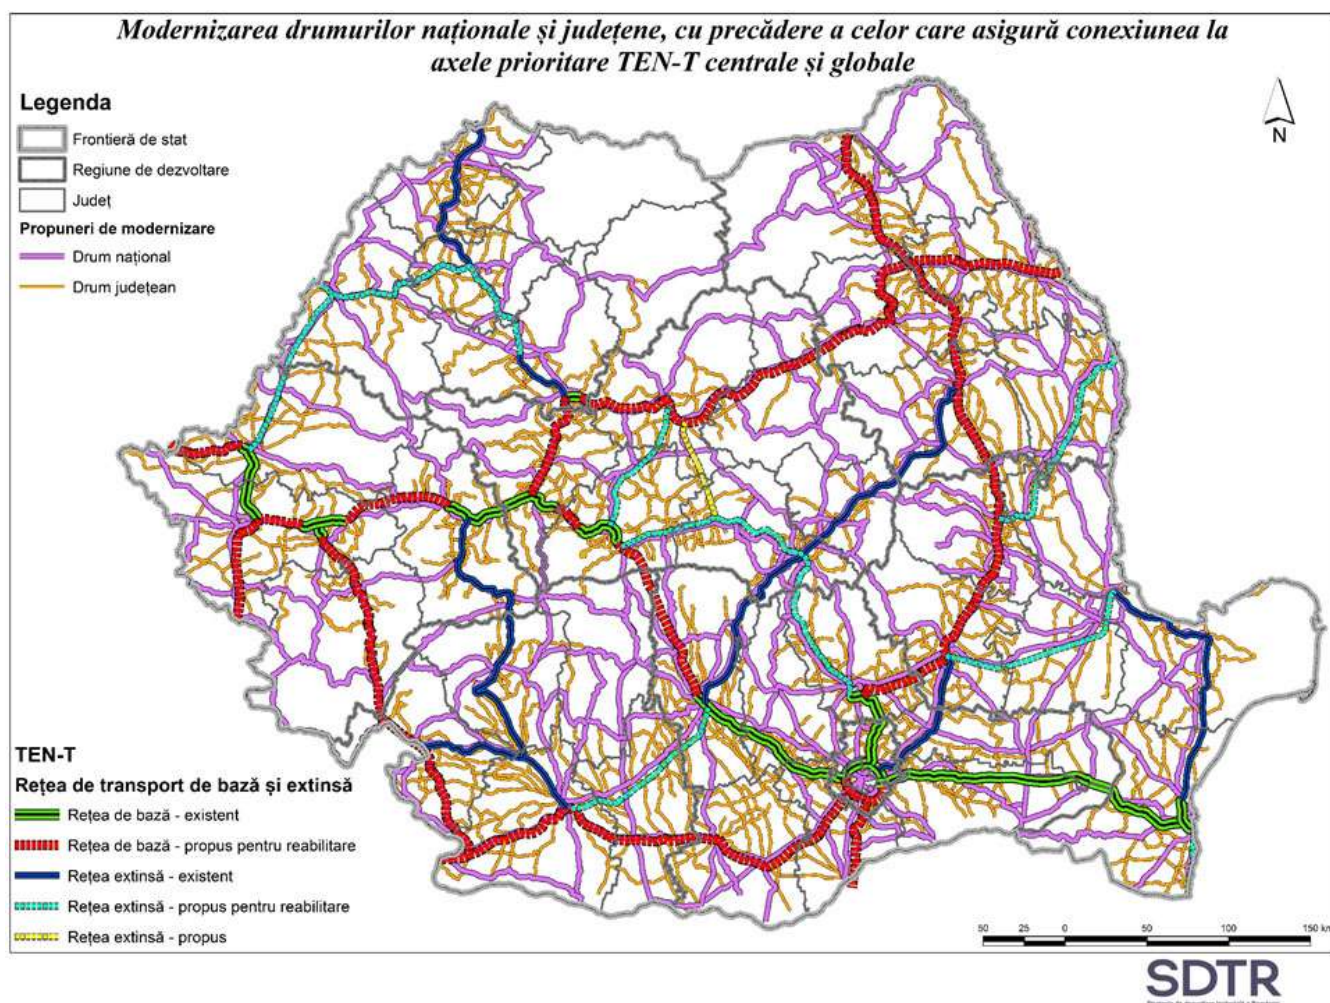 Modernizarea drumurilor naționale și județene, cu precădere a celor care asigură conexiunea la
axele prioritare TEN-T centrale și globale
Legenda
Frontieră de stat
Regiune de dezvoltare
Județ
Propuneri de modernizare
Drum național
Drum județean
N
TEN-T
Rețea de transport de bază și extinsă
Rețea de bază - existent
Rețea de bază - propus pentru reabilitare
Rețea extinsă - existent
Rețea extinsă - propus pentru reabilitare
Rețea extinsă - propus
50 25 0 50 100 150 km
SDTR